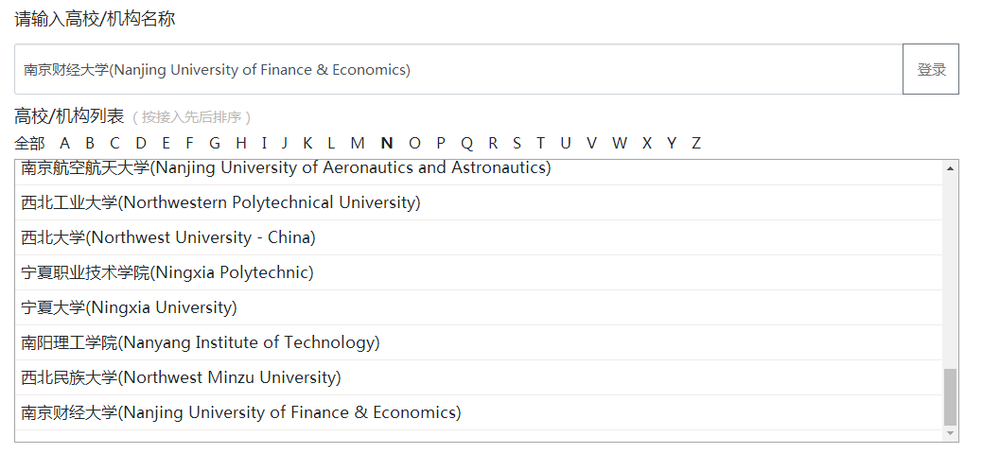 请输入高校/机构名称
南京财经大学(Nanjing University of Finance & Economics)
登录
高校/机构列表 ( 按接入先后排序 )
全部 A B C D E F G H I J K L M N O P Q R S T U V W X Y Z
南京航空航天大学(Nanjing University of Aeronautics and Astronautics)
西北工业大学(Northwestern Polytechnical University)
西北大学(Northwest University - China)
宁夏职业技术学院(Ningxia Polytechnic)
宁夏大学(Ningxia University)
南阳理工学院(Nanyang Institute of Technology)
西北民族大学(Northwest Minzu University)
南京财经大学(Nanjing University of Finance & Economics)